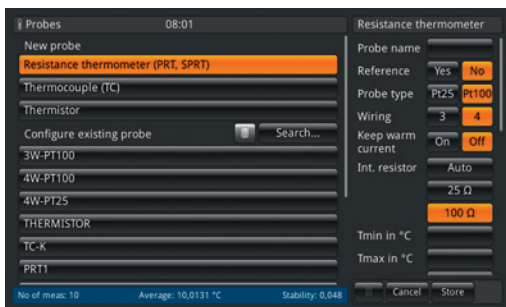 Probes
08:01
New probe
Resistance thermometer (PRT, SPRT)
Thermocouple (TC)
Thermistor
Configure existing probe
Search...
3W-PT100
4W-PT100
4W-PT25
THERMISTOR
TC-K
PRT1
No of meas: 10
Average: 10,0131 °C
Stability: 0,048
Resistance thermometer
Probe name
Reference Yes No
Probe type Pt25 Pt100
Wiring 3 4
Keep warm
current On Off
Int. resistor Auto
25 Ω
100 Ω
Tmin in °C
Tmax in °C
Cancel Store